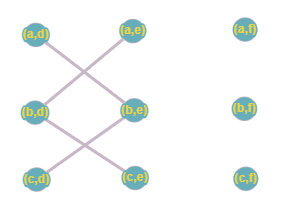 (a,d) (a,e) (a,f)
(b,d) (b,e) (b,f)
(c,d) (c,e) (c,f)